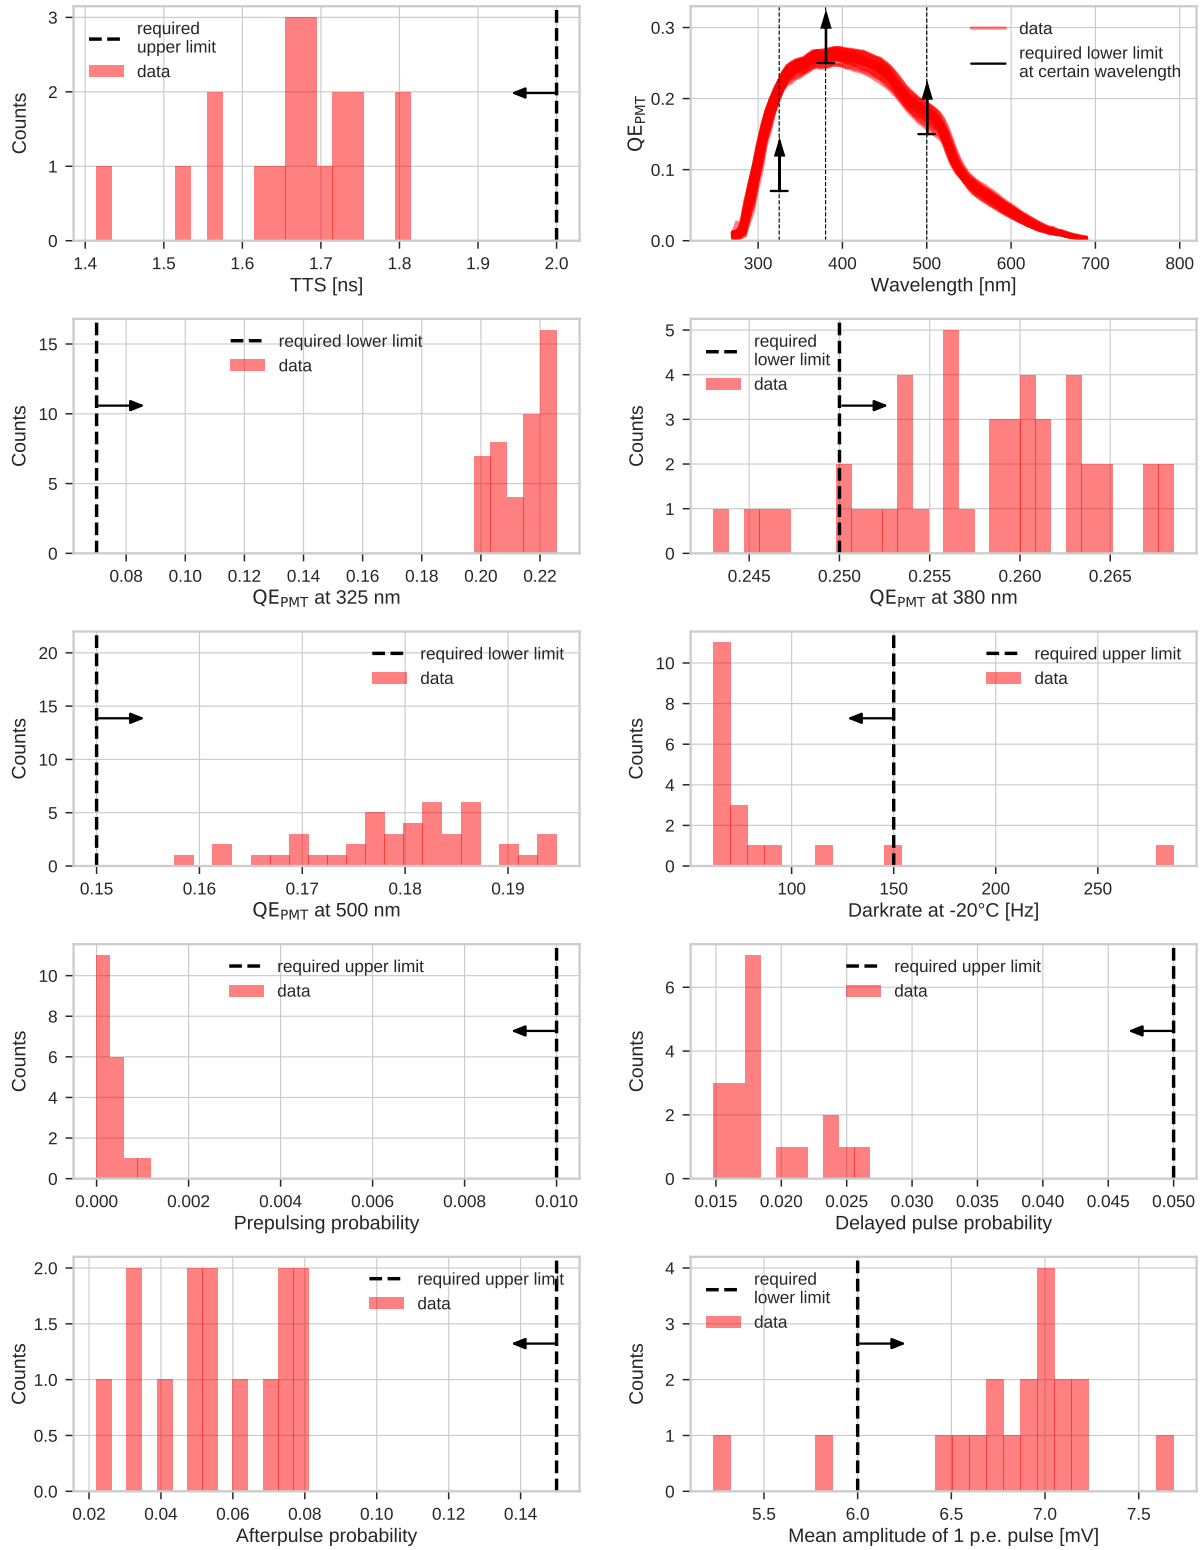 3
2
1
0
Counts
required
upper limit
data
1.4 1.5 1.6 1.7 1.8 1.9 2.0
TTS [ns]
0.3
0.2
0.1
0.0
QE_PMT
data
required lower limit
at certain wavelength
300 400 500 600 700 800
Wavelength [nm]
15
10
5
0
Counts
required lower limit
data
0.08 0.10 0.12 0.14 0.16 0.18 0.20 0.22
QE_PMT at 325 nm
5
4
3
2
1
0
Counts
required
lower limit
data
0.245 0.250 0.255 0.260 0.265
QE_PMT at 380 nm
20
15
10
5
0
Counts
required lower limit
data
0.15 0.16 0.17 0.18 0.19
QE_PMT at 500 nm
10
8
6
4
2
0
Counts
required upper limit
data
100 150 200 250
Darkrate at -20°C [Hz]
10
8
6
4
2
0
Counts
required upper limit
data
0.000 0.002 0.004 0.006 0.008 0.010
Prepulsing probability
6
4
2
0
Counts
required upper limit
data
0.015 0.020 0.025 0.030 0.035 0.040 0.045 0.050
Delayed pulse probability
2.0
1.5
1.0
0.5
0.0
Counts
required upper limit
data
0.02 0.04 0.06 0.08 0.10 0.12 0.14
Afterpulse probability
4
3
2
1
0
Counts
required
lower limit
data
5.5 6.0 6.5 7.0 7.5
Mean amplitude of 1 p.e. pulse [mV]